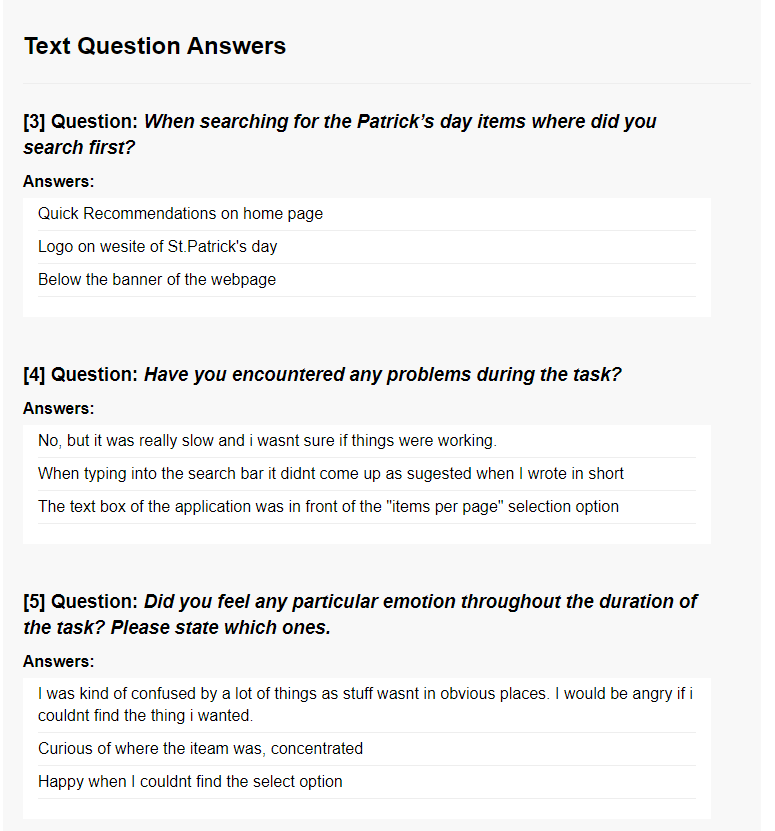 Text Question Answers
[3] Question: When searching for the Patrick’s day items where did you
search first?
Answers:
Quick Recommendations on home page
Logo on wesite of St.Patrick's day
Below the banner of the webpage
[4] Question: Have you encountered any problems during the task?
Answers:
No, but it was really slow and i wasnt sure if things were working.
When typing into the search bar it didnt come up as sugested when I wrote in short
The text box of the application was in front of the "items per page" selection option
[5] Question: Did you feel any particular emotion throughout the duration of
the task? Please state which ones.
Answers:
I was kind of confused by a lot of things as stuff wasnt in obvious places. I would be angry if i
couldnt find the thing i wanted.
Curious of where the iteam was, concentrated
Happy when I couldnt find the select option